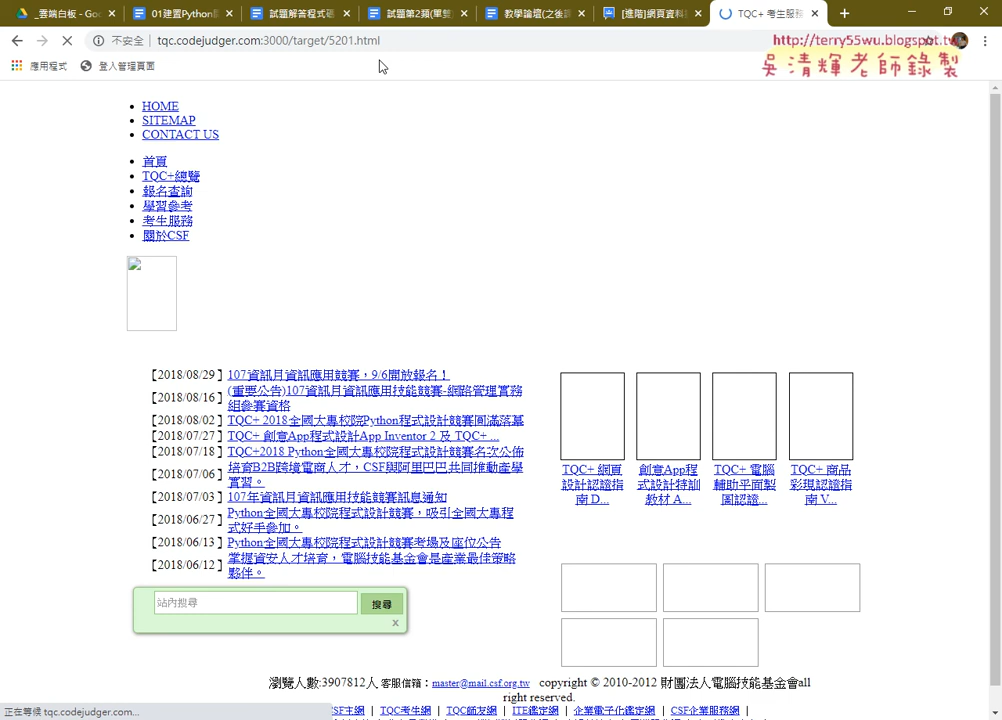 _雲端白板 - Goo
01建置Python開
試題解答程式碼
試題第2類(單雙
教學論壇(之後課
[進階]網頁資料擷
TQC+ 考生服務
不安全
tqc.codejudger.com:3000/target/5201.html
http://terry55wu.blogspot.tw
吳清輝老師錄製
應用程式
登入管理頁面
HOME
SITEMAP
CONTACT US
首頁
TQC+總覽
報名查詢
學習參考
考生服務
關於CSF
【2018/08/29】107資訊月資訊應用競賽，9/6開放報名！
【2018/08/16】(重要公告)107資訊月資訊應用技能競賽-網路管理實務
組參賽資格
【2018/08/02】TQC+ 2018全國大專校院Python程式設計競賽圓滿落幕
【2018/07/27】TQC+ 創意App程式設計App Inventor 2 及 TQC+ ...
【2018/07/18】TQC+2018 Python全國大專校院程式設計競賽名次公佈
【2018/07/06】培育B2B跨境電商人才，CSF與阿里巴巴共同推動產學
實習。
【2018/07/03】107年資訊月資訊應用技能競賽訊息通知
【2018/06/27】Python全國大專校院程式設計競賽，吸引全國大專程
式好手參加。
【2018/06/13】Python全國大專校院程式設計競賽考場及座位公告
【2018/06/12】掌握資安人才培育，電腦技能基金會是產業最佳策略
夥伴。
TQC+ 網頁
設計認證指
南 D...
創意App程
式設計特訓
教材 A...
TQC+ 電腦
輔助平面製
圖認證...
TQC+ 商品
彩現認證指
南 V...
站內搜尋
搜尋
x
瀏覽人數:3907812人 客服信箱：master@mail.csf.org.tw copyright © 2010-2012 財團法人電腦技能基金會all
right reserved.
正在等候 tqc.codejudger.com...
CSF主網 | TQC考生網 | TQC師友網 | ITE鑑定網 | 企業電子化鑑定網 | CSF企業服務網 |